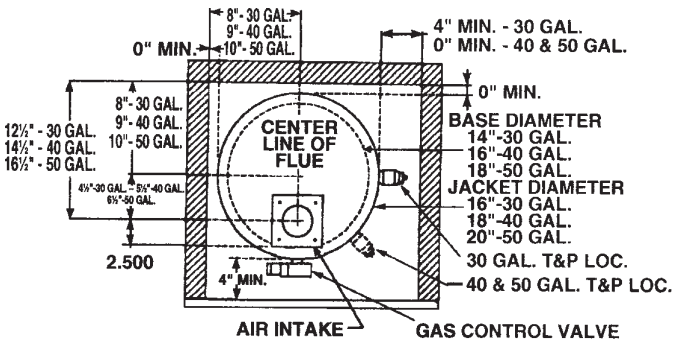 8"-30 GAL.
9"-40 GAL.
10"-50 GAL.
0" MIN.
4" MIN. - 30 GAL.
0" MIN. - 40 & 50 GAL.
0" MIN.
8"-30 GAL.
9"-40 GAL.
10"-50 GAL.
12½"-30 GAL.
14½"-40 GAL.
16½"-50 GAL.
CENTER
LINE OF
FLUE
BASE DIAMETER
14"-30 GAL.
16"-40 GAL.
18"-50 GAL.
JACKET DIAMETER
16"-30 GAL.
18"-40 GAL.
20"-50 GAL.
4½"-30 GAL. - 5½"-40 GAL.
6½"-50 GAL.
2.500
4" MIN.
30 GAL. T&P LOC.
40 & 50 GAL. T&P LOC.
AIR INTAKE
GAS CONTROL VALVE